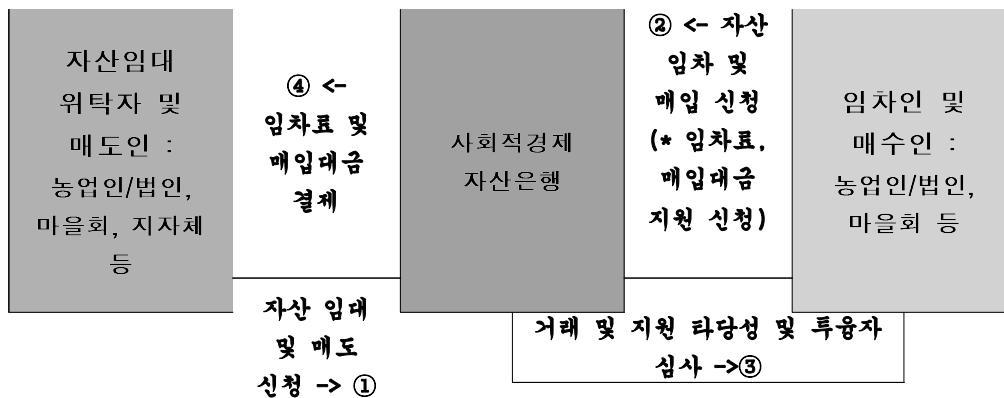 자산임대
위탁자 및
매도인 :
농업인/법인,
마을회, 지자체
등
④ <-
임차료 및
매입대금
결제
자산 임대
및 매도
신청 -> ①
사회적경제
자산은행
② <- 자산
임차 및
매입 신청
(* 임차료,
매입대금
지원 신청)
거래 및 지원 타당성 및 투융자
심사 ->③
임차인 및
매수인 :
농업인/법인,
마을회 등